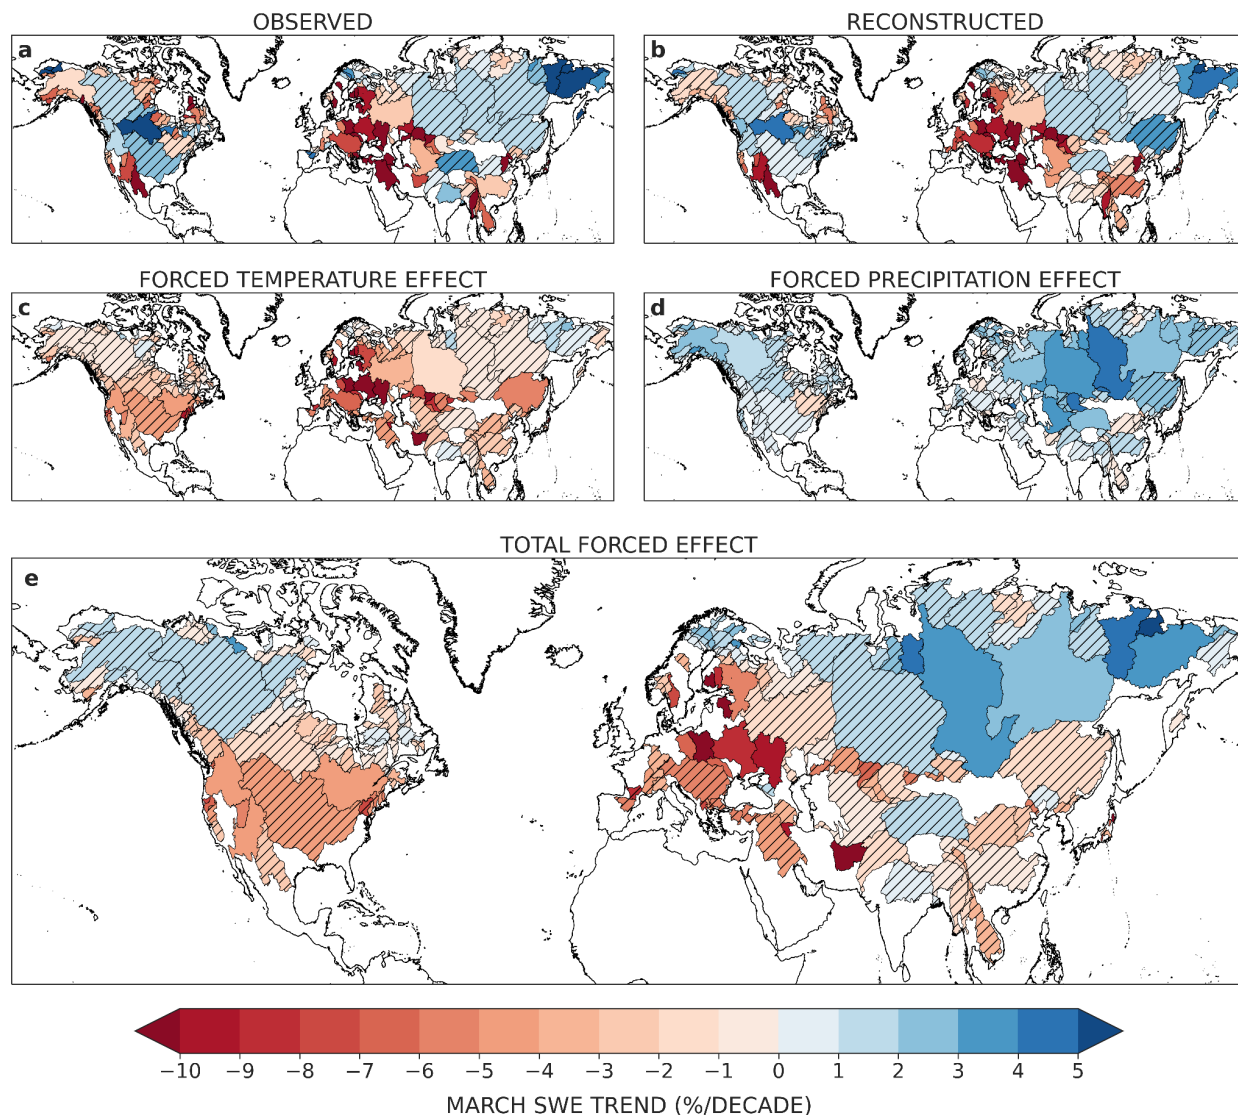 OBSERVED
RECONSTRUCTED
a
b
FORCED TEMPERATURE EFFECT
FORCED PRECIPITATION EFFECT
c
d
TOTAL FORCED EFFECT
e
−10 −9 −8 −7 −6 −5 −4 −3 −2 −1 0 1 2 3 4 5
MARCH SWE TREND (%/DECADE)